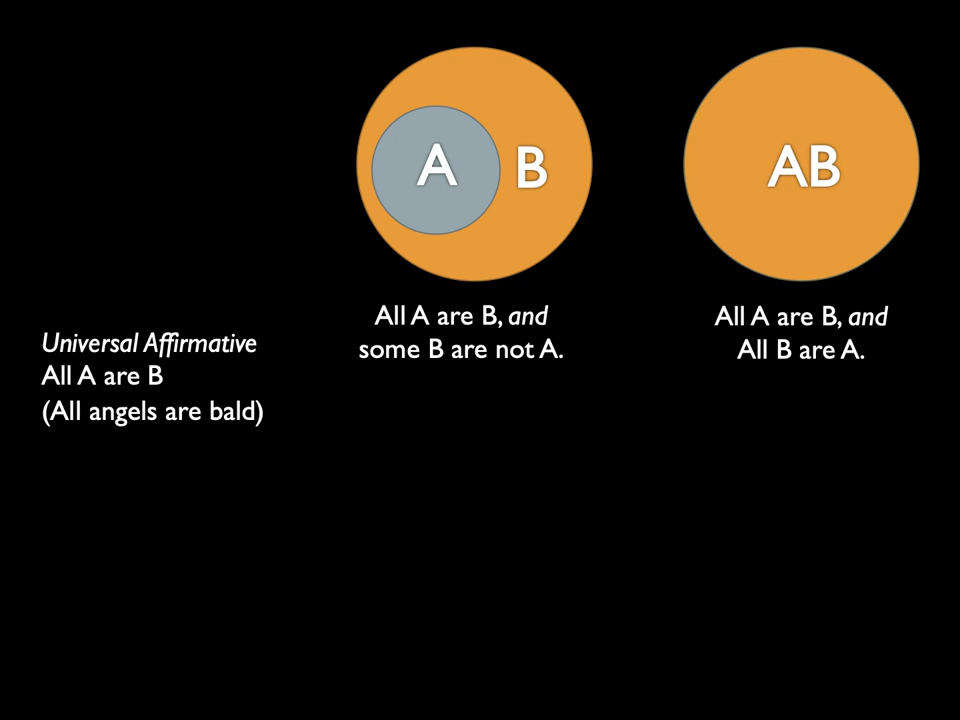 A
B
AB
All A are B, and
some B are not A.
All A are B, and
All B are A.
Universal Affirmative
All A are B
(All angels are bald)